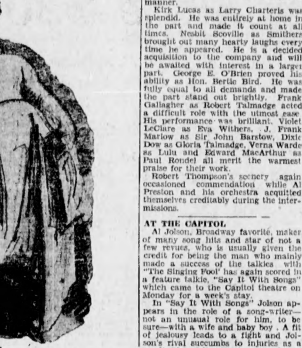 manner.
Kirk Lucas as Larry Charteris was
splendid. He was entirely at home in
the part and made it count at all
times. Nesbit Scoville as Smithers
brought out many hearty laughs every
time he appeared. He is a decided
acquisition to the company and will
be awaited with interest in a larger
part. George E. O'Brien proved his
ability as Hon. Bertie Bird. He was
fully equal to all demands and made
the part stand out brightly. Frank
Gallagher as Robert Talmadge acted
a difficult role with the utmost ease
His performance was brilliant. Violet
LeClare as Eva Withers, J. Frank
Marlow as Sir John Barstow, Dixie
Dow as Gloria Talmadge, Verna Warde
as Lulu and Edward MacArthur as
Paul Rondel all merit the warmest
praise for their work.
Robert Thompson's scenery again
occasioned commendation while Al
Preston and his orchestra acquitted
themselves creditably during the inter-
missions.
AT THE CAPITOL
Al Jolson, Broadway favorite, maker
of many song hits and star of not a
few revues, who is usually given the
credit for being the man who mainly
made a success of the talkies with
"The Singing Fool' has again scored in
a feature talkie, "Say It With Songs"
which came to the Capitol theatre on
Monday for a week's stay.
In "Say It With Songs" Jolson ap-
pears in the role of a song-writer—
not an unusual role for him, to be
sure—with a wife and baby boy. A fit
of jealousy leads to a fight and Jol-
son's rival succumbs to injuries as a